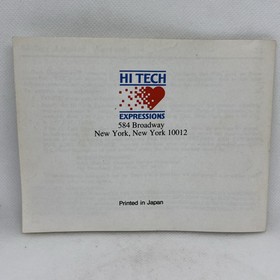 HI TECH
EXPRESSIONS
584 Broadway
New York, New York 10012
Printed in Japan